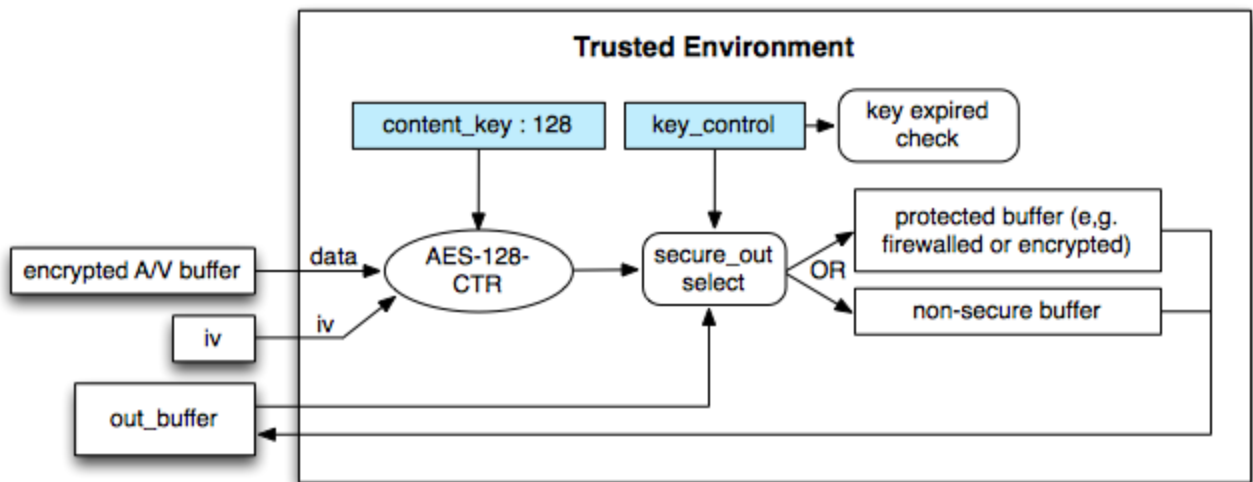 Trusted Environment
content_key : 128
key_control
key expired
check
encrypted A/V buffer
data
AES-128-
CTR
secure_out
select
OR
protected buffer (e,g.
firewalled or encrypted)
non-secure buffer
iv
iv
out_buffer